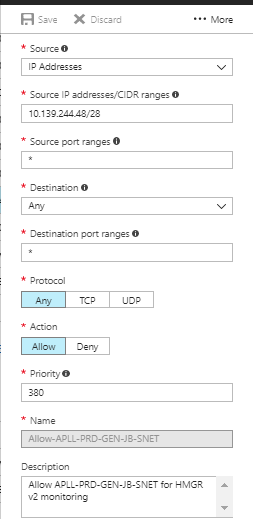 Save Discard ··· More
* Source
IP Addresses
* Source IP addresses/CIDR ranges
10.139.244.48/28
* Source port ranges
*
* Destination
Any
* Destination port ranges
*
* Protocol
Any TCP UDP
* Action
Allow Deny
* Priority
380
* Name
Allow-APLL-PRD-GEN-JB-SNET
Description
Allow APLL-PRD-GEN-JB-SNET for HMGR
v2 monitoring